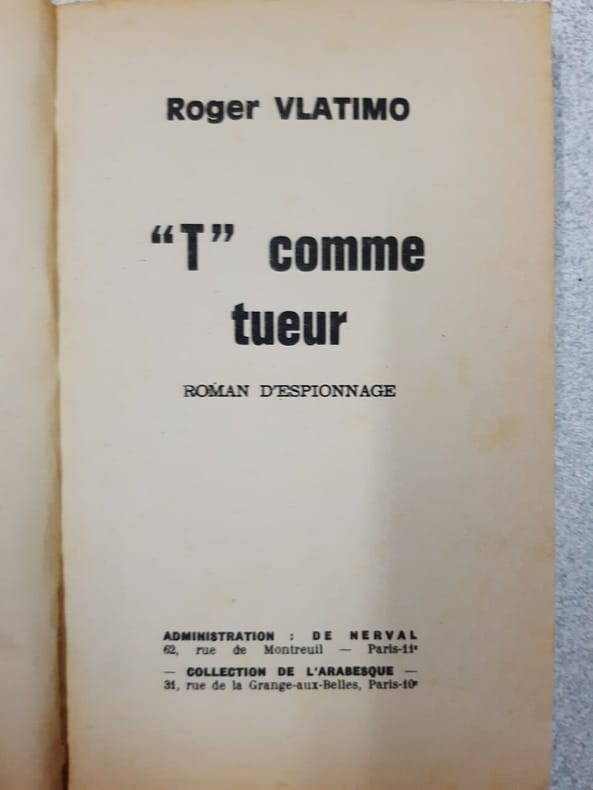 Roger VLATIMO
“T” comme
tueur
ROMAN D'ESPIONNAGE
ADMINISTRATION : DE NERVAL
62, rue de Montreuil — Paris-11e
— COLLECTION DE L'ARABESQUE —
31, rue de la Grange-aux-Belles, Paris-10e